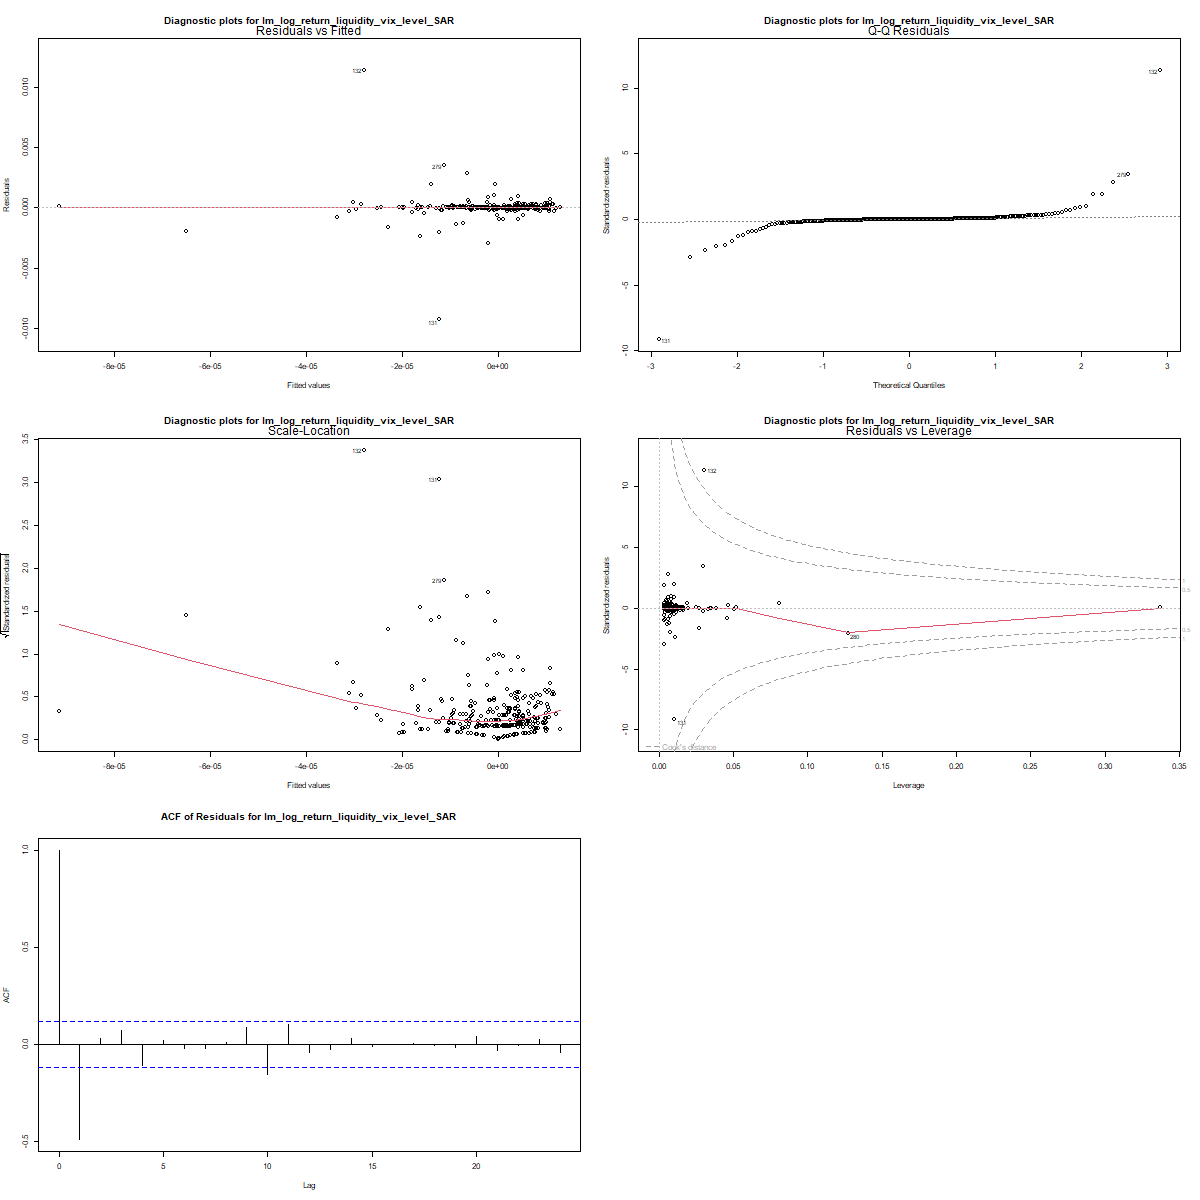 Diagnostic plots for lm_log_return_liquidity_vix_level_SAR
Residuals vs Fitted
Residuals
0.010
0.005
0.000
-0.005
-0.010
132
279
131
-8e-05 -6e-05 -4e-05 -2e-05 0e+00
Fitted values
Diagnostic plots for lm_log_return_liquidity_vix_level_SAR
Q-Q Residuals
Standardized residuals
10
5
0
-5
-10
132
279
131
-3 -2 -1 0 1 2 3
Theoretical Quantiles
Diagnostic plots for lm_log_return_liquidity_vix_level_SAR
Scale-Location
√|Standardized residuals|
3.5
3.0
2.5
2.0
1.5
1.0
0.5
0.0
132
131
279
-8e-05 -6e-05 -4e-05 -2e-05 0e+00
Fitted values
Diagnostic plots for lm_log_return_liquidity_vix_level_SAR
Residuals vs Leverage
Standardized residuals
10
5
0
-5
-10
132
280
131
1
0.5
0.5
1
Cook's distance
0.00 0.05 0.10 0.15 0.20 0.25 0.30 0.35
Leverage
ACF of Residuals for lm_log_return_liquidity_vix_level_SAR
ACF
1.0
0.5
0.0
-0.5
0 5 10 15 20
Lag